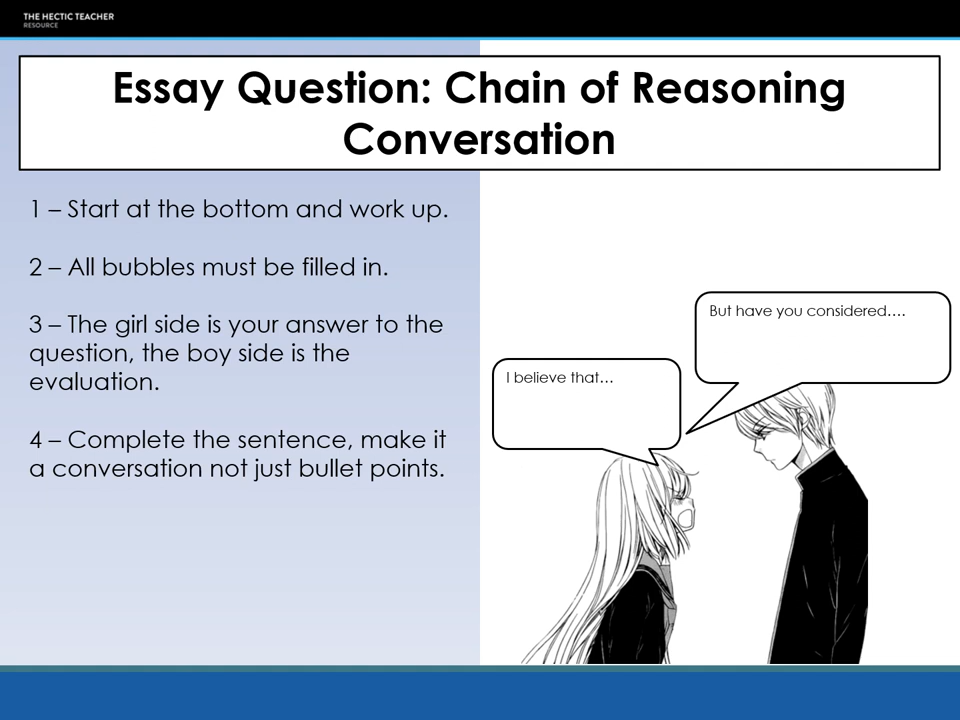 THE HECTIC TEACHER
RESOURCE
Essay Question: Chain of Reasoning
Conversation
1 – Start at the bottom and work up.
2 – All bubbles must be filled in.
3 – The girl side is your answer to the
question, the boy side is the
evaluation.
4 – Complete the sentence, make it
a conversation not just bullet points.
But have you considered….
I believe that…